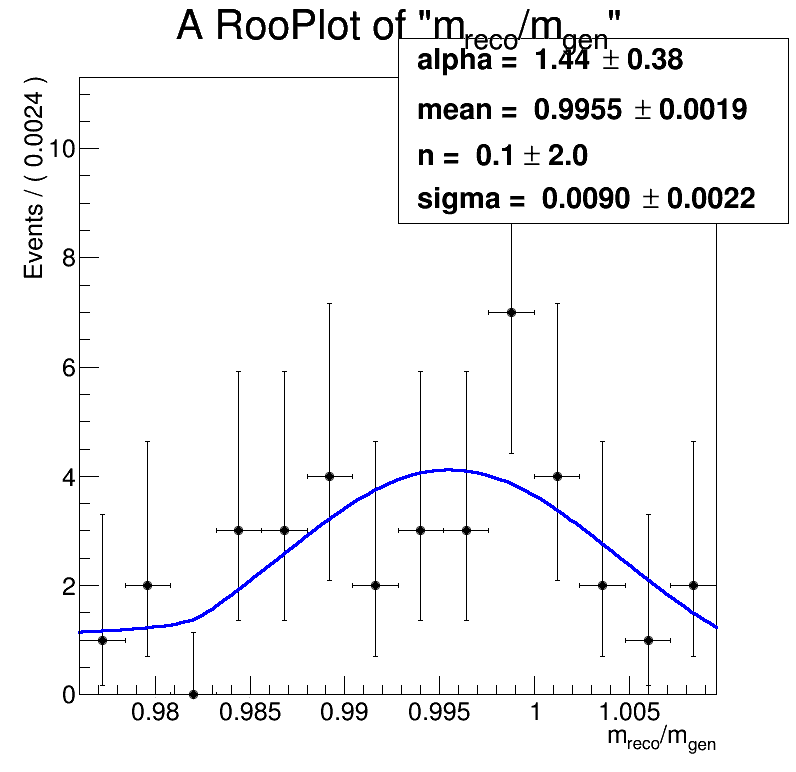 A RooPlot of "m_reco/m_gen"
alpha = 1.44 ± 0.38
mean = 0.9955 ± 0.0019
n = 0.1 ± 2.0
sigma = 0.0090 ± 0.0022
Events / ( 0.0024 )
10
8
6
4
2
0
0.98 0.985 0.99 0.995 1 1.005
m_reco/m_gen